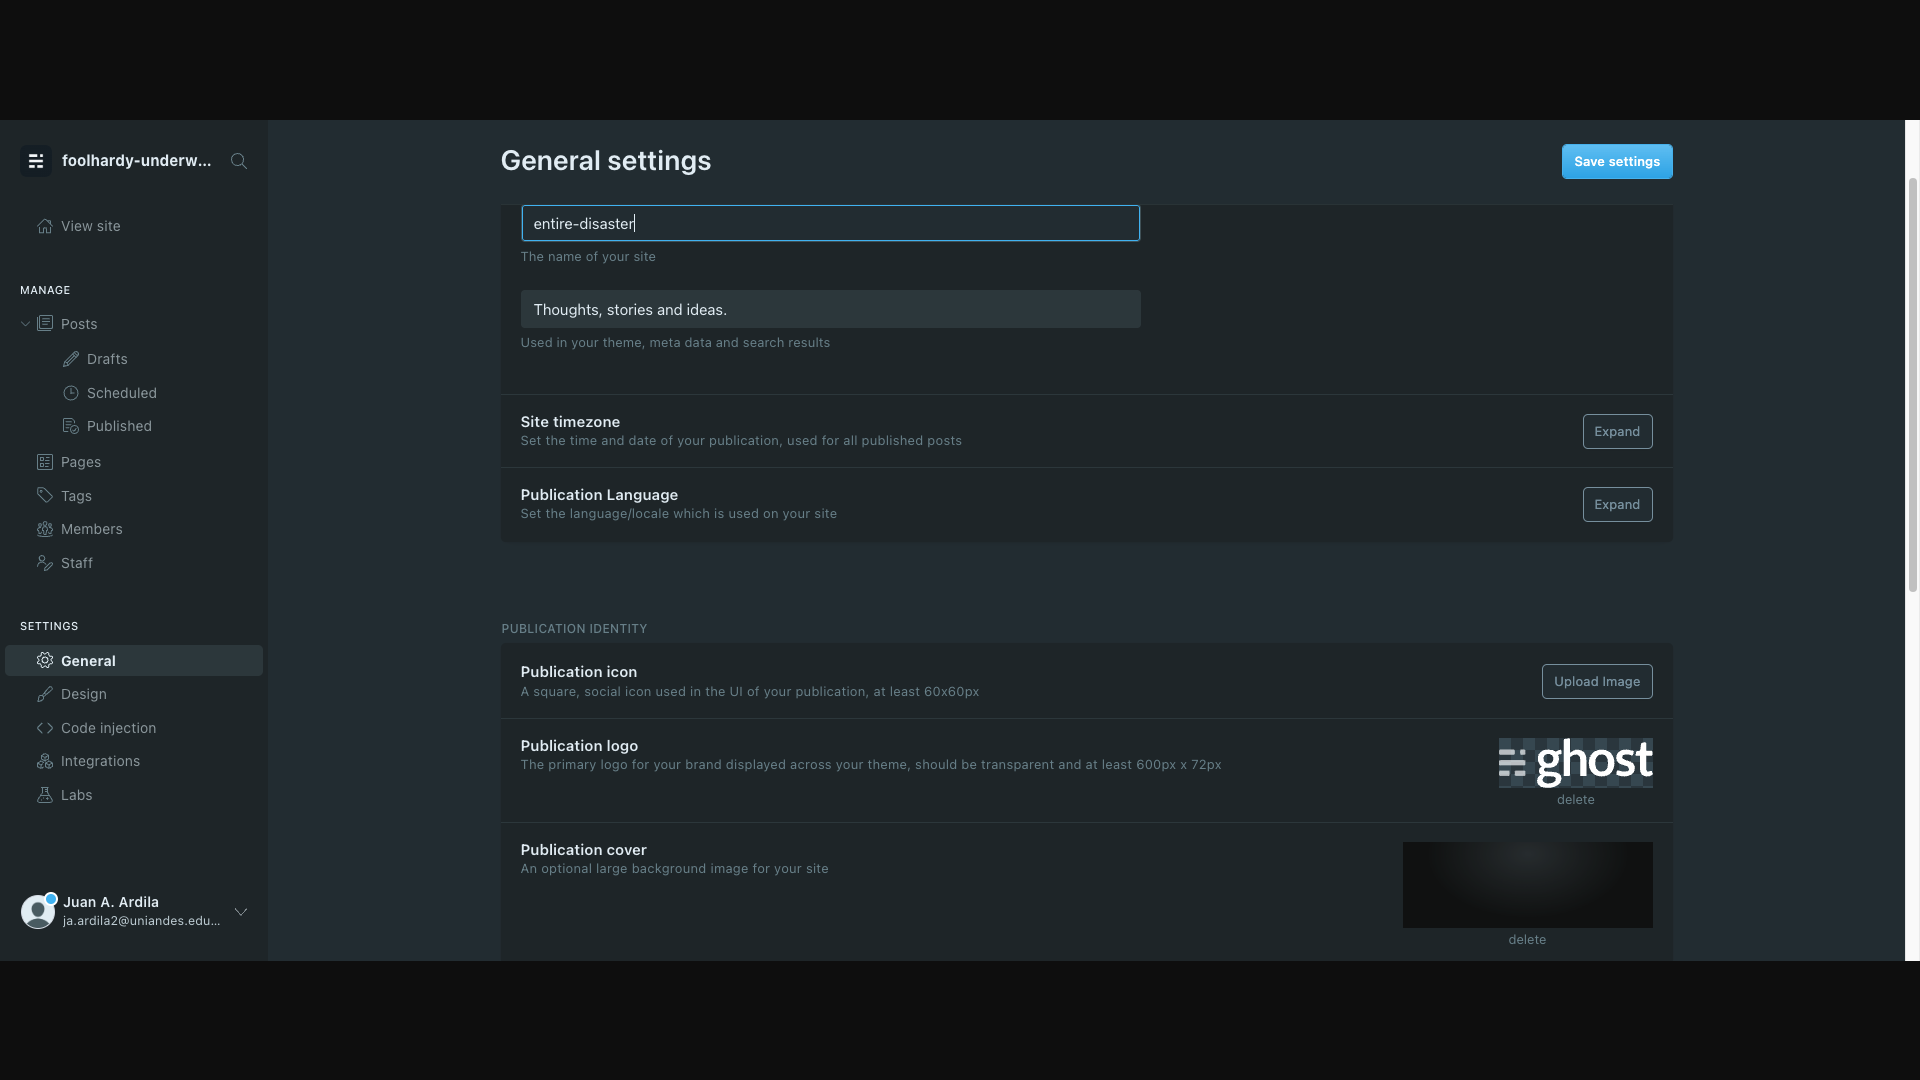 foolhardy-underw...
View site
MANAGE
Posts
Drafts
Scheduled
Published
Pages
Tags
Members
Staff
SETTINGS
General
Design
Code injection
Integrations
Labs
Juan A. Ardila
ja.ardila2@uniandes.edu...
General settings
Save settings
entire-disaster
The name of your site
Thoughts, stories and ideas.
Used in your theme, meta data and search results
Site timezone
Set the time and date of your publication, used for all published posts
Expand
Publication Language
Set the language/locale which is used on your site
Expand
PUBLICATION IDENTITY
Publication icon
A square, social icon used in the UI of your publication, at least 60x60px
Upload Image
Publication logo
The primary logo for your brand displayed across your theme, should be transparent and at least 600px x 72px
ghost
delete
Publication cover
An optional large background image for your site
delete